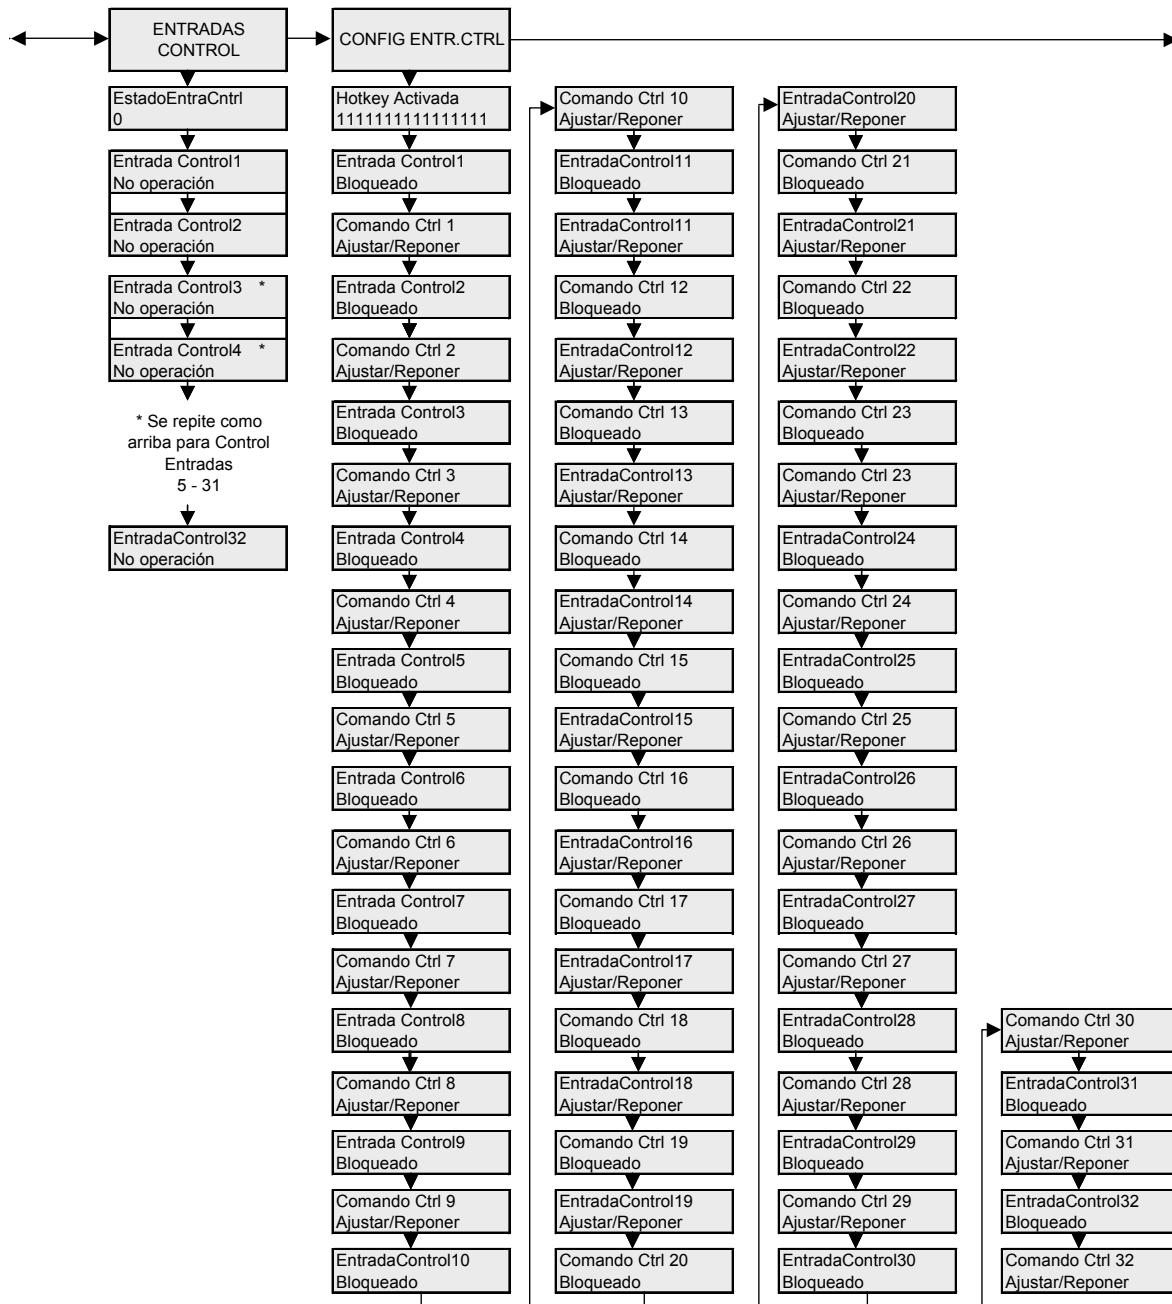 ENTRADAS
CONTROL
EstadoEntraCntrl
0
Entrada Control1
No operación
Entrada Control2
No operación
Entrada Control3 *
No operación
Entrada Control4 *
No operación
* Se repite como
arriba para Control
Entradas
5 - 31
EntradaControl32
No operación
CONFIG ENTR.CTRL
Hotkey Activada
1111111111111111
Entrada Control1
Bloqueado
Comando Ctrl 1
Ajustar/Reponer
Entrada Control2
Bloqueado
Comando Ctrl 2
Ajustar/Reponer
Entrada Control3
Bloqueado
Comando Ctrl 3
Ajustar/Reponer
Entrada Control4
Bloqueado
Comando Ctrl 4
Ajustar/Reponer
Entrada Control5
Bloqueado
Comando Ctrl 5
Ajustar/Reponer
Entrada Control6
Bloqueado
Comando Ctrl 6
Ajustar/Reponer
Entrada Control7
Bloqueado
Comando Ctrl 7
Ajustar/Reponer
Entrada Control8
Bloqueado
Comando Ctrl 8
Ajustar/Reponer
Entrada Control9
Bloqueado
Comando Ctrl 9
Ajustar/Reponer
EntradaControl10
Bloqueado
Comando Ctrl 10
Ajustar/Reponer
EntradaControl11
Bloqueado
EntradaControl11
Ajustar/Reponer
Comando Ctrl 12
Bloqueado
EntradaControl12
Ajustar/Reponer
Comando Ctrl 13
Bloqueado
EntradaControl13
Ajustar/Reponer
Comando Ctrl 14
Bloqueado
EntradaControl14
Ajustar/Reponer
Comando Ctrl 15
Bloqueado
EntradaControl15
Ajustar/Reponer
Comando Ctrl 16
Bloqueado
EntradaControl16
Ajustar/Reponer
Comando Ctrl 17
Bloqueado
EntradaControl17
Ajustar/Reponer
Comando Ctrl 18
Bloqueado
EntradaControl18
Ajustar/Reponer
Comando Ctrl 19
Bloqueado
EntradaControl19
Ajustar/Reponer
Comando Ctrl 20
Bloqueado
EntradaControl20
Ajustar/Reponer
Comando Ctrl 21
Bloqueado
EntradaControl21
Ajustar/Reponer
Comando Ctrl 22
Bloqueado
EntradaControl22
Ajustar/Reponer
Comando Ctrl 23
Bloqueado
Comando Ctrl 23
Ajustar/Reponer
EntradaControl24
Bloqueado
Comando Ctrl 24
Ajustar/Reponer
EntradaControl25
Bloqueado
Comando Ctrl 25
Ajustar/Reponer
EntradaControl26
Bloqueado
Comando Ctrl 26
Ajustar/Reponer
EntradaControl27
Bloqueado
Comando Ctrl 27
Ajustar/Reponer
EntradaControl28
Bloqueado
Comando Ctrl 28
Ajustar/Reponer
EntradaControl29
Bloqueado
Comando Ctrl 29
Ajustar/Reponer
EntradaControl30
Bloqueado
Comando Ctrl 30
Ajustar/Reponer
EntradaControl31
Bloqueado
Comando Ctrl 31
Ajustar/Reponer
EntradaControl32
Bloqueado
Comando Ctrl 32
Ajustar/Reponer